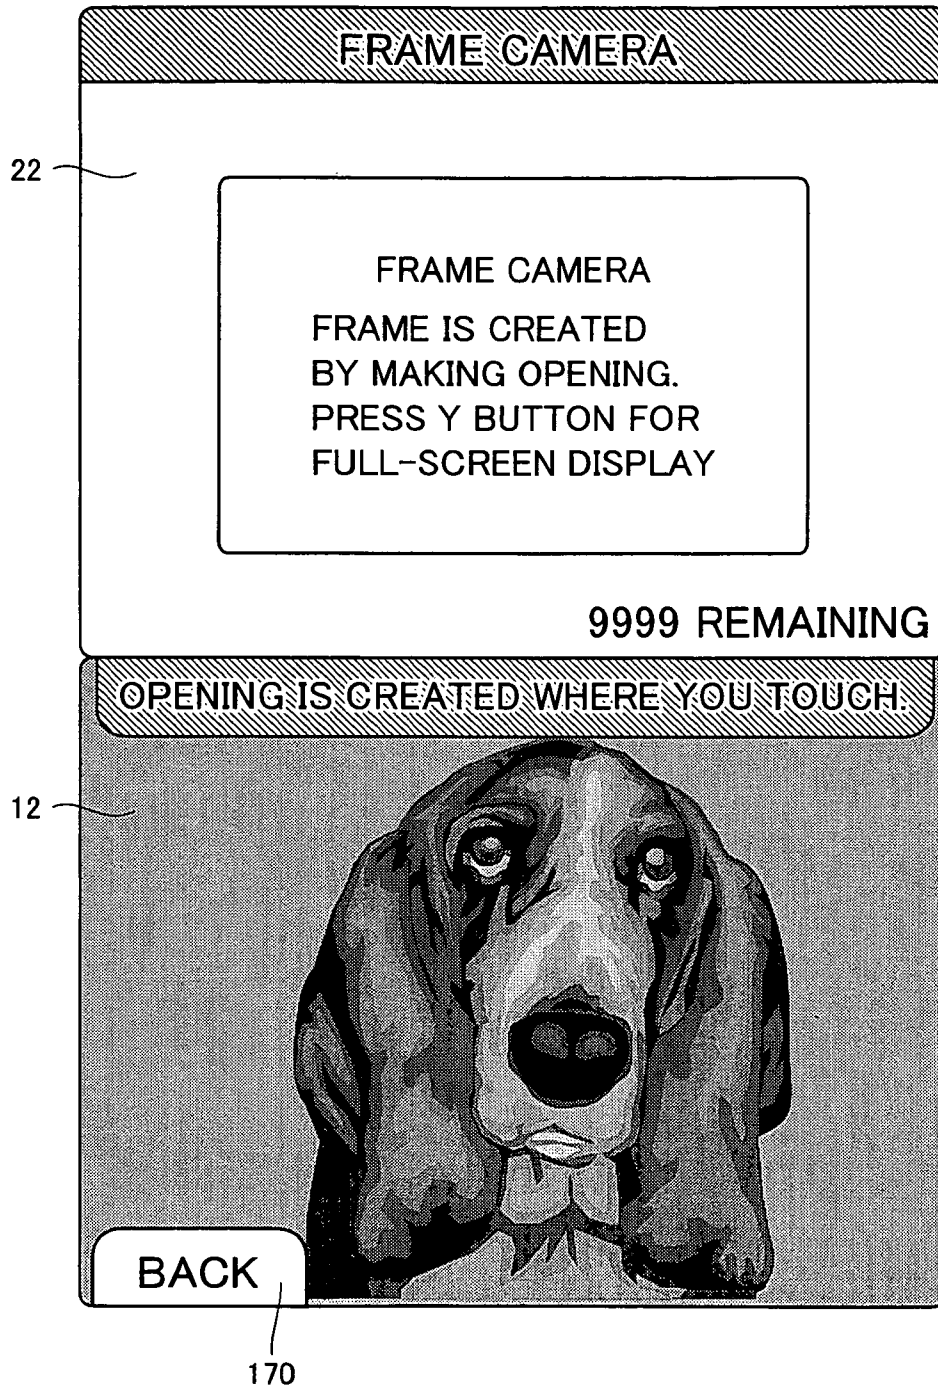 FRAME CAMERA
22
FRAME CAMERA
FRAME IS CREATED
BY MAKING OPENING.
PRESS Y BUTTON FOR
FULL-SCREEN DISPLAY
9999 REMAINING
OPENING IS CREATED WHERE YOU TOUCH.
12
BACK
170